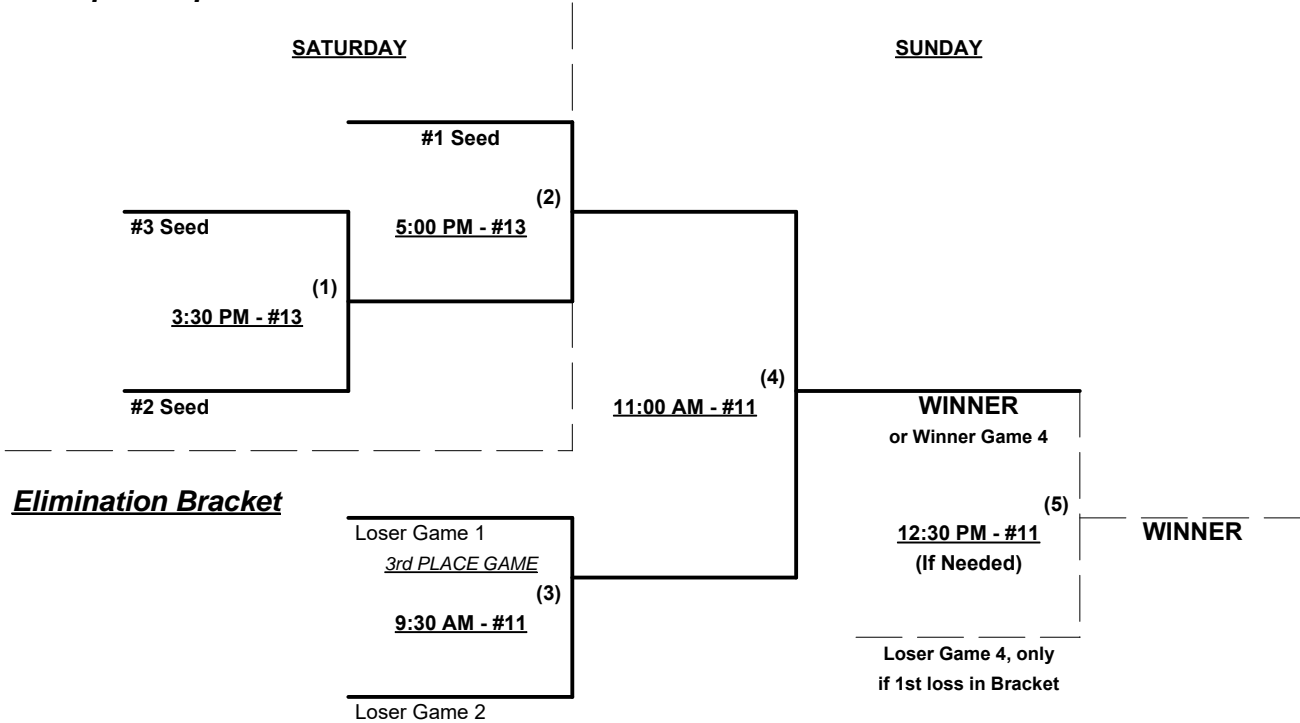 SATURDAY
SUNDAY
#1 Seed
(2)
5:00 PM - #13
#3 Seed
(1)
3:30 PM - #13
#2 Seed
(4)
11:00 AM - #11
WINNER
or Winner Game 4
Elimination Bracket
Loser Game 1
3rd PLACE GAME
(3)
9:30 AM - #11
Loser Game 2
(5)
12:30 PM - #11
(If Needed)
WINNER
Loser Game 4, only
if 1st loss in Bracket